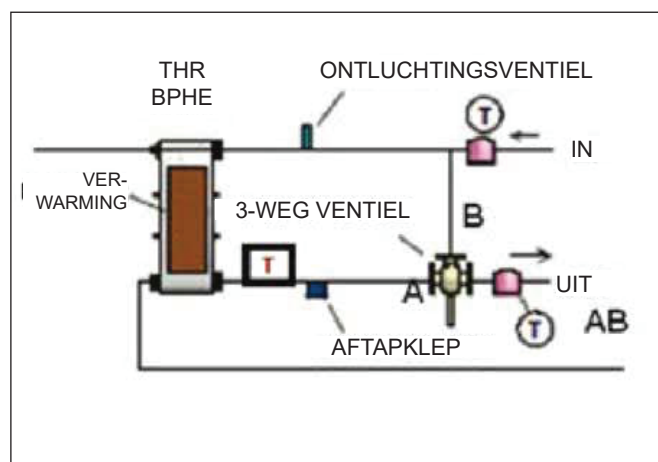 THR
BPHE
ONTLUCHTINGSVENTIEL
T
IN
VER-
WARMING
3-WEG VENTIEL
B
T
A
UIT
AFTAPKLEP
T
AB